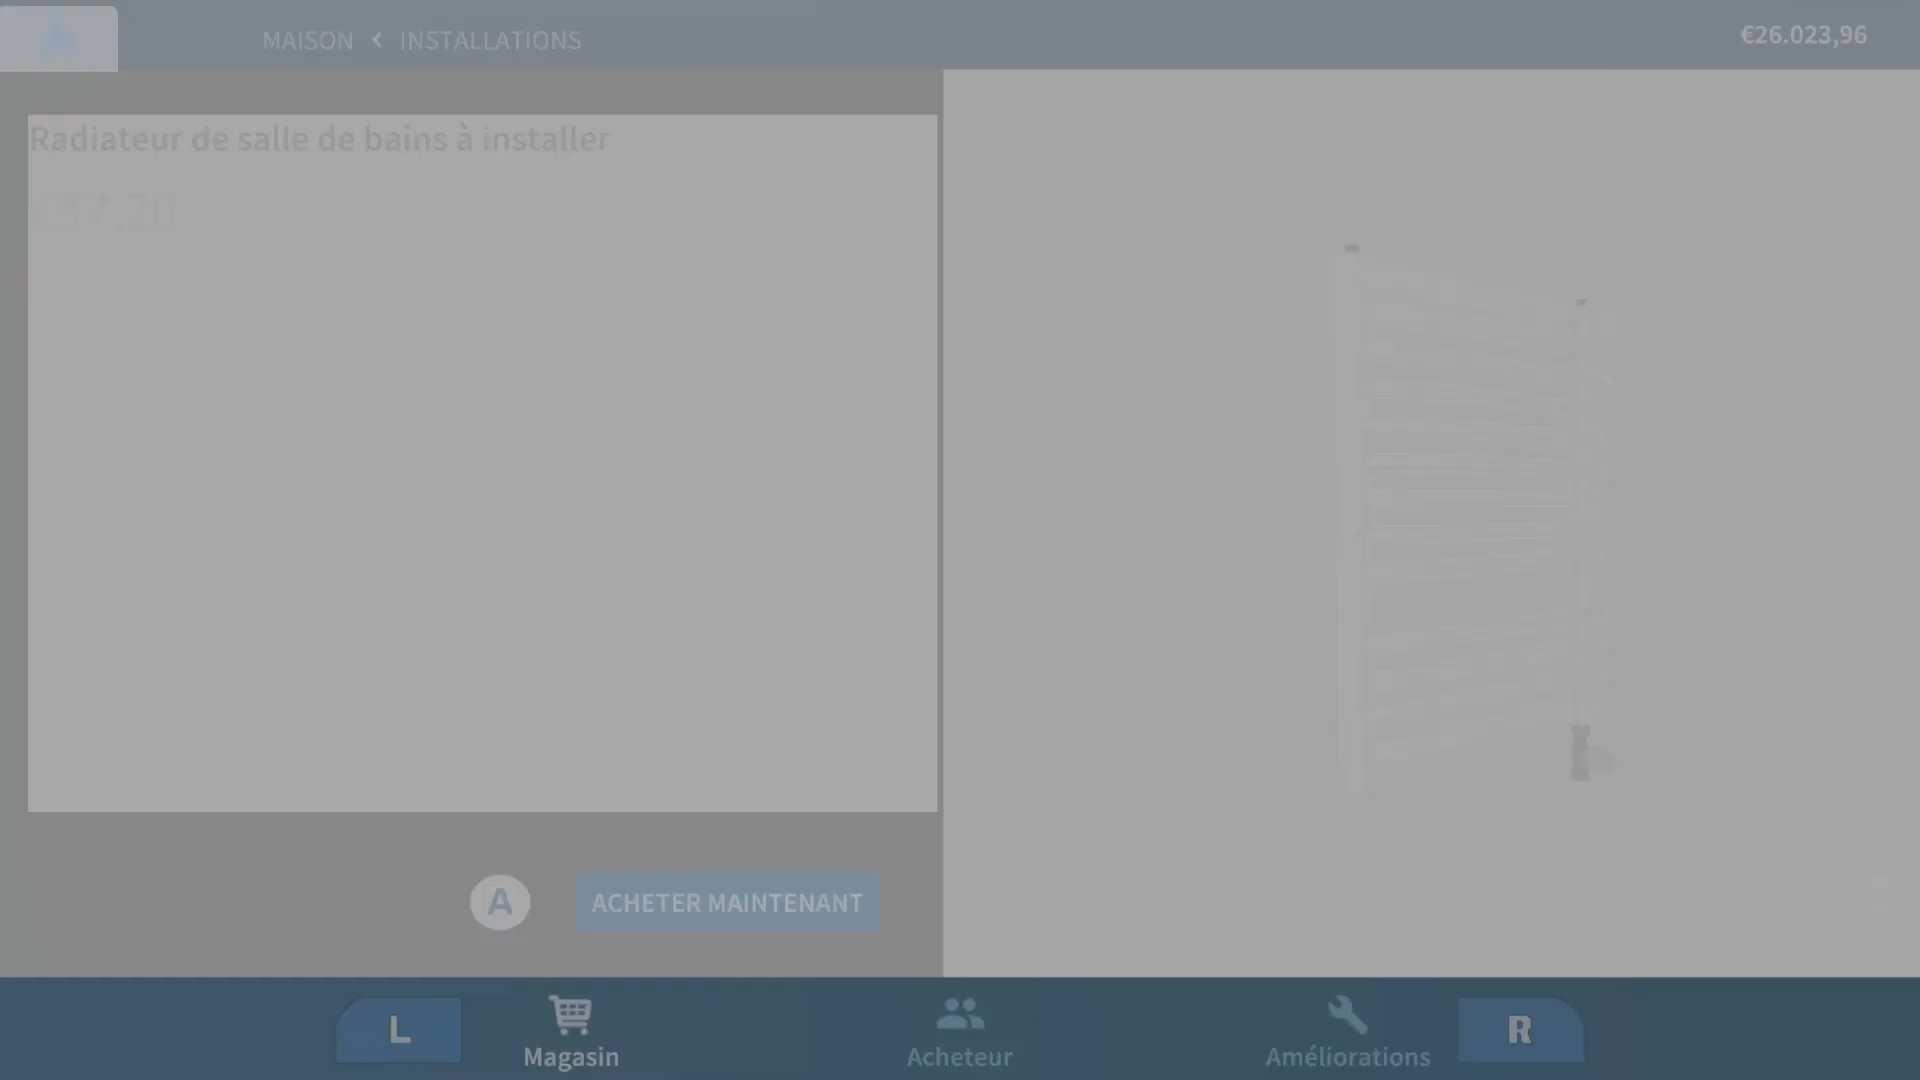 MAISON < INSTALLATIONS
€26.023,96
Radiateur de salle de bains à installer
A ACHETER MAINTENANT
L Magasin Acheteur Améliorations R